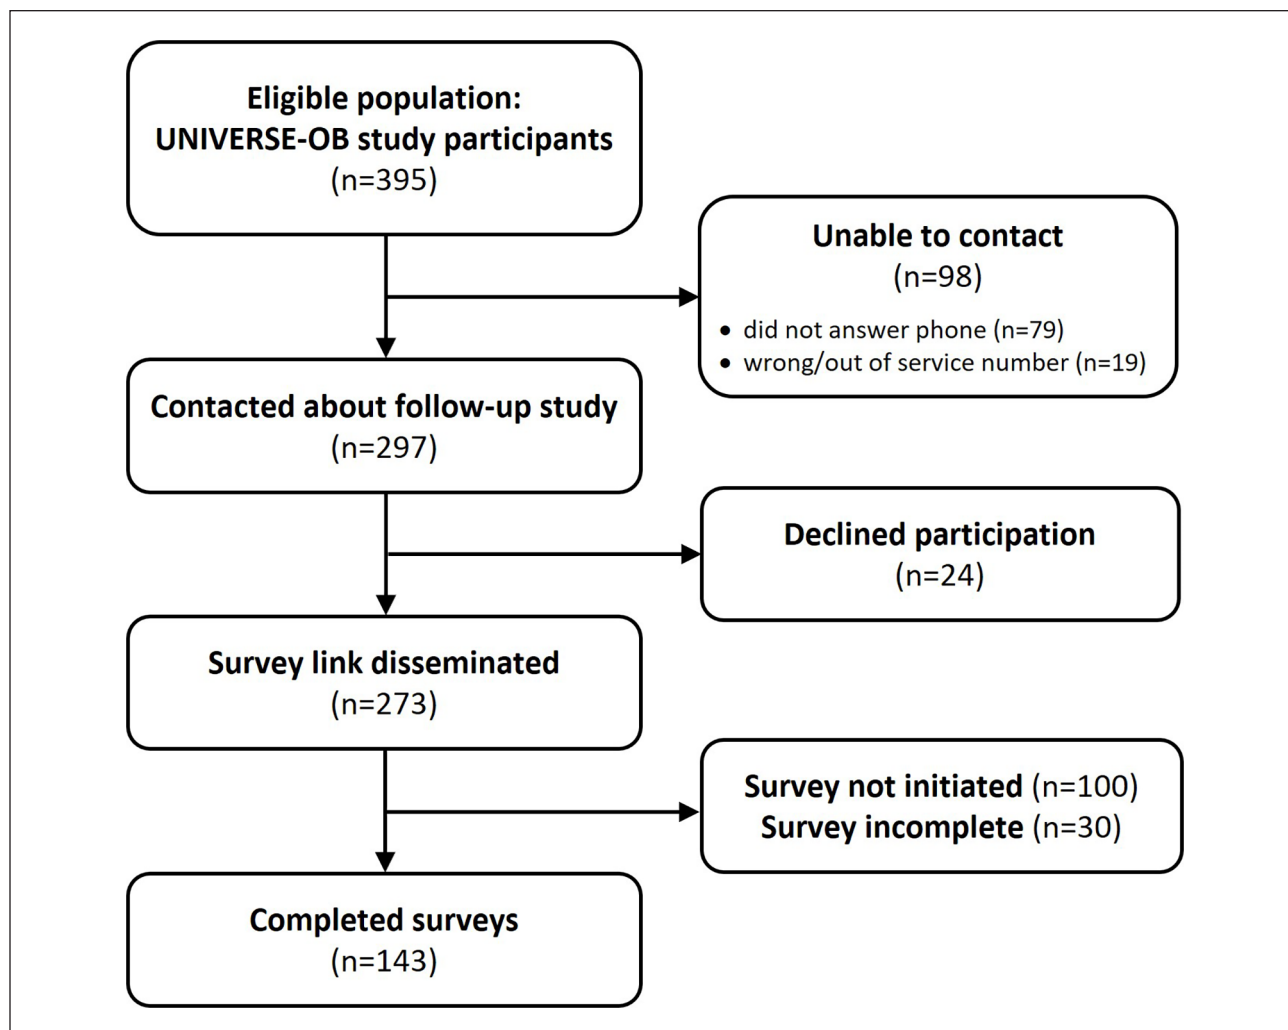 Eligible population:
UNIVERSE-OB study participants
(n=395)
Unable to contact
(n=98)
• did not answer phone (n=79)
• wrong/out of service number (n=19)
Contacted about follow-up study
(n=297)
Declined participation
(n=24)
Survey link disseminated
(n=273)
Survey not initiated (n=100)
Survey incomplete (n=30)
Completed surveys
(n=143)